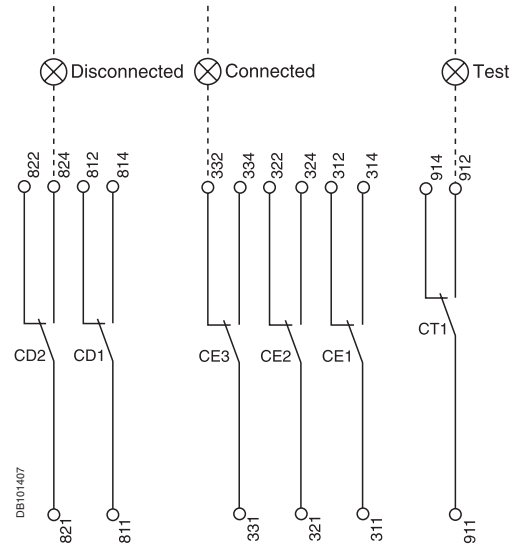 Disconnected Connected Test
822 824 812 814 332 334 322 324 312 314 914 912
CT1
CD2 CD1 CE3 CE2 CE1
DB101407
821 811 331 321 311 911